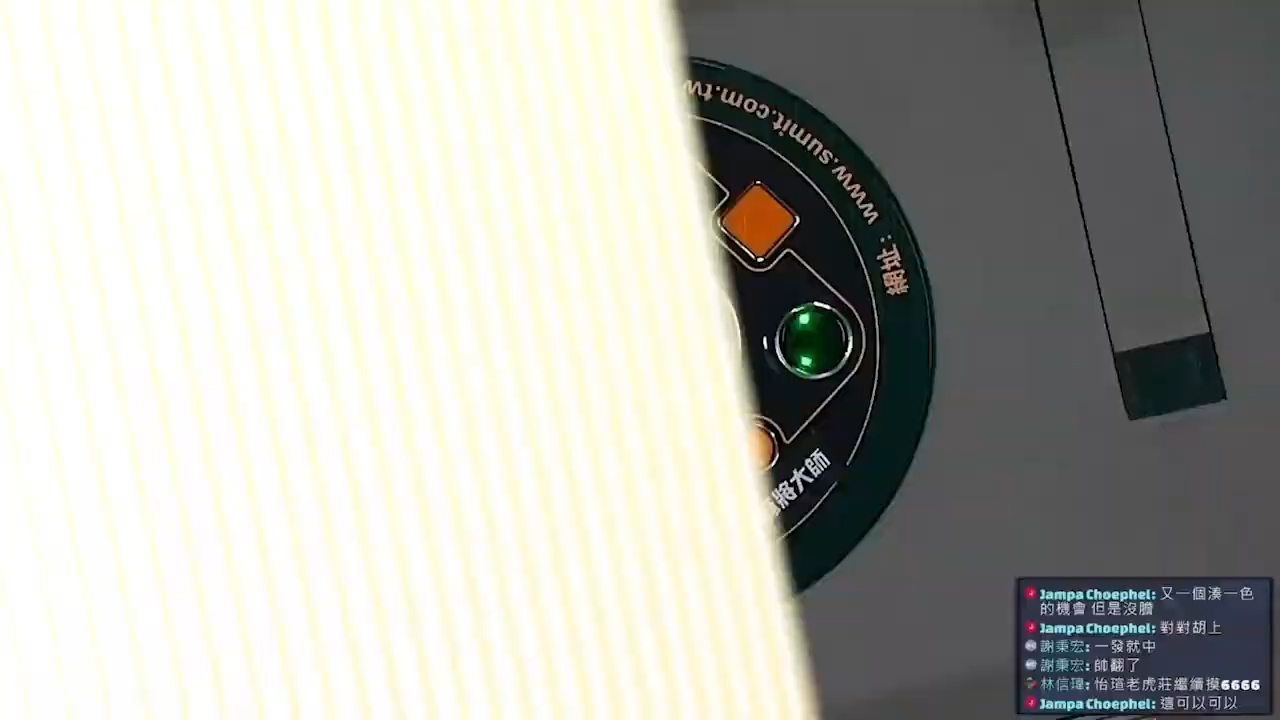 網址：www.sumit.com.tw
將大師
Jampa Choephel: 又一個湊一色
的機會 但是沒膽
Jampa Choephel: 對對胡上
謝秉宏: 一發就中
謝秉宏: 帥翻了
林信瑋: 怡瑄老虎莊繼續摸6666
Jampa Choephel: 這可以可以